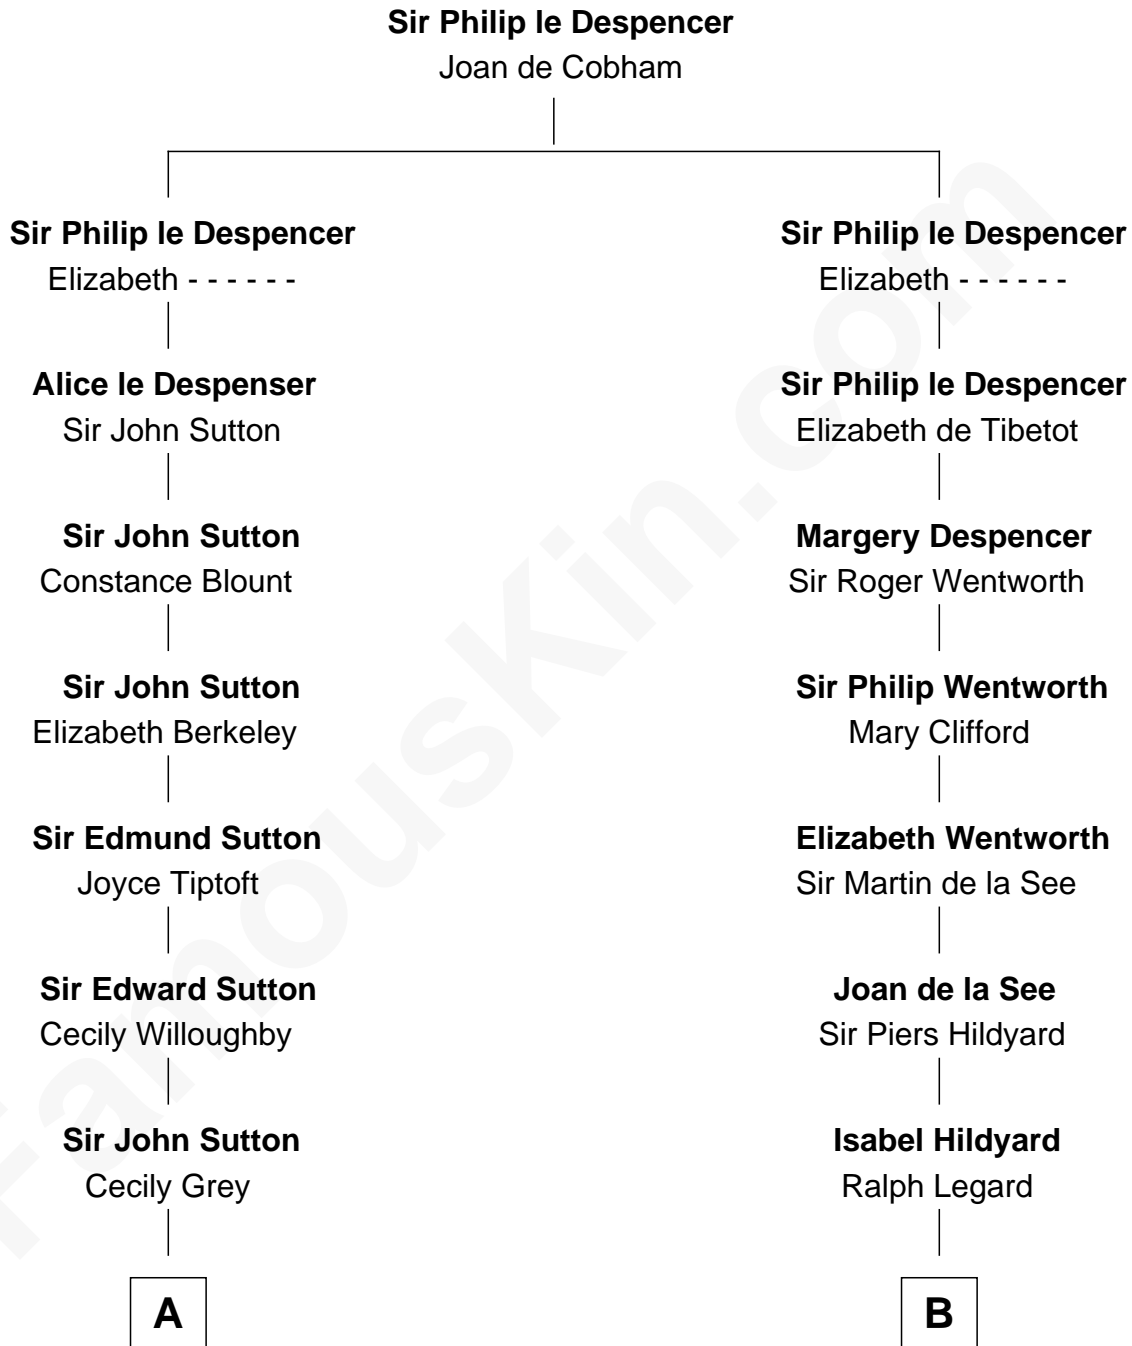 Sir Philip le Despencer
Joan de Cobham
Sir Philip le Despencer
Elizabeth - - - - - -
Alice le Despenser
Sir John Sutton
Sir John Sutton
Constance Blount
Sir John Sutton
Elizabeth Berkeley
Sir Edmund Sutton
Joyce Tiptoft
Sir Edward Sutton
Cecily Willoughby
Sir John Sutton
Cecily Grey
A
Sir Philip le Despencer
Elizabeth - - - - - -
Sir Philip le Despencer
Elizabeth de Tibetot
Margery Despencer
Sir Roger Wentworth
Sir Philip Wentworth
Mary Clifford
Elizabeth Wentworth
Sir Martin de la See
Joan de la See
Sir Piers Hildyard
Isabel Hildyard
Ralph Legard
B
FamousKin.com